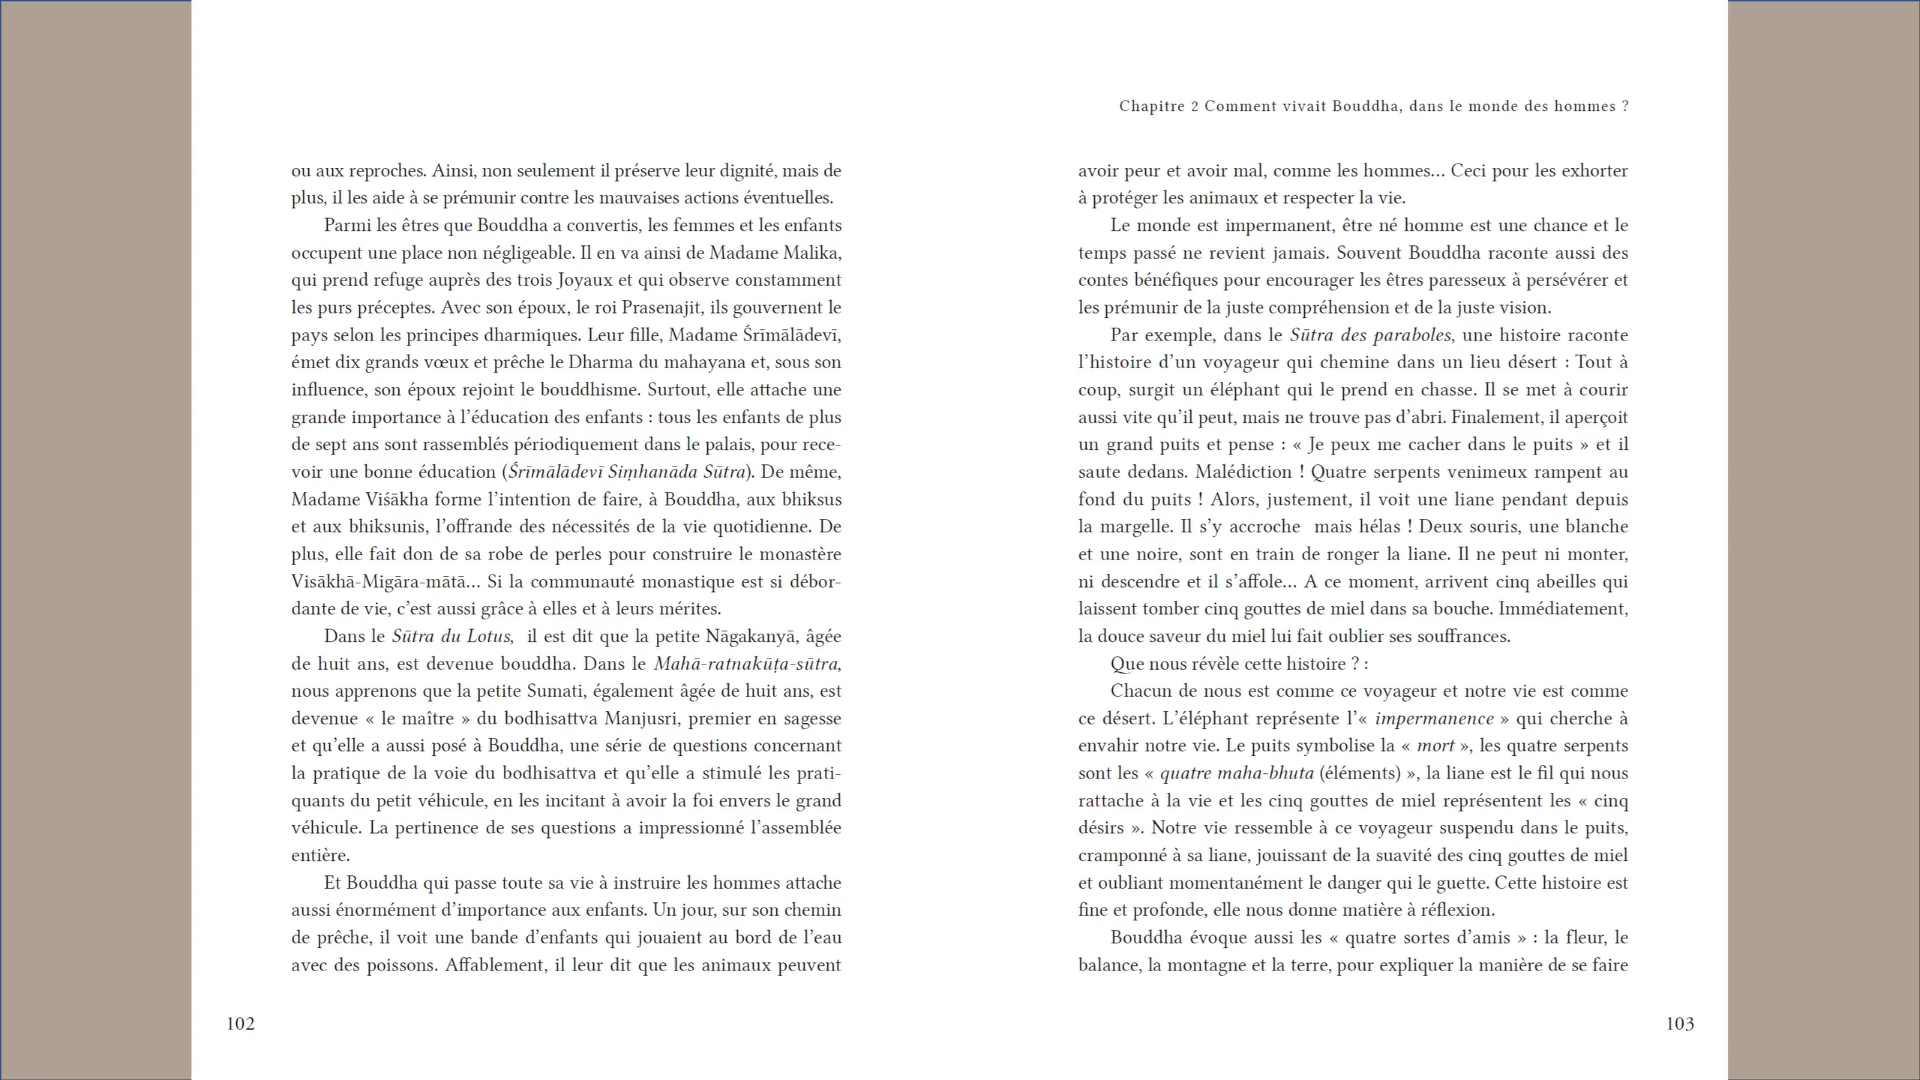 ou aux reproches. Ainsi, non seulement il préserve leur dignité, mais de
plus, il les aide à se prémunir contre les mauvaises actions éventuelles.
Parmi les êtres que Bouddha a convertis, les femmes et les enfants
occupent une place non négligeable. Il en va ainsi de Madame Malika,
qui prend refuge auprès des trois Joyaux et qui observe constamment
les purs préceptes. Avec son époux, le roi Prasenajit, ils gouvernent le
pays selon les principes dharmiques. Leur fille, Madame Śrīmālādevī,
émet dix grands vœux et prêche le Dharma du mahayana et, sous son
influence, son époux rejoint le bouddhisme. Surtout, elle attache une
grande importance à l’éducation des enfants : tous les enfants de plus
de sept ans sont rassemblés périodiquement dans le palais, pour rece-
voir une bonne éducation (Śrīmālādevī Siṃhanāda Sūtra). De même,
Madame Viśākha forme l’intention de faire, à Bouddha, aux bhiksus
et aux bhiksunis, l’offrande des nécessités de la vie quotidienne. De
plus, elle fait don de sa robe de perles pour construire le monastère
Visākhā-Migāra-mātā... Si la communauté monastique est si débor-
dante de vie, c’est aussi grâce à elles et à leurs mérites.
Dans le Sūtra du Lotus,  il est dit que la petite Nāgakanyā, âgée
de huit ans, est devenue bouddha. Dans le Mahā-ratnakūṭa-sūtra,
nous apprenons que la petite Sumati, également âgée de huit ans, est
devenue « le maître » du bodhisattva Manjusri, premier en sagesse
et qu’elle a aussi posé à Bouddha, une série de questions concernant
la pratique de la voie du bodhisattva et qu’elle a stimulé les prati-
quants du petit véhicule, en les incitant à avoir la foi envers le grand
véhicule. La pertinence de ses questions a impressionné l’assemblée
entière.
Et Bouddha qui passe toute sa vie à instruire les hommes attache
aussi énormément d’importance aux enfants. Un jour, sur son chemin
de prêche, il voit une bande d’enfants qui jouaient au bord de l’eau
avec des poissons. Affablement, il leur dit que les animaux peuvent
102
Chapitre 2 Comment vivait Bouddha, dans le monde des hommes ?
avoir peur et avoir mal, comme les hommes... Ceci pour les exhorter
à protéger les animaux et respecter la vie.
Le monde est impermanent, être né homme est une chance et le
temps passé ne revient jamais. Souvent Bouddha raconte aussi des
contes bénéfiques pour encourager les êtres paresseux à persévérer et
les prémunir de la juste compréhension et de la juste vision.
Par exemple, dans le Sūtra des paraboles, une histoire raconte
l’histoire d’un voyageur qui chemine dans un lieu désert : Tout à
coup, surgit un éléphant qui le prend en chasse. Il se met à courir
aussi vite qu’il peut, mais ne trouve pas d’abri. Finalement, il aperçoit
un grand puits et pense : « Je peux me cacher dans le puits » et il
saute dedans. Malédiction ! Quatre serpents venimeux rampent au
fond du puits ! Alors, justement, il voit une liane pendant depuis
la margelle. Il s’y accroche  mais hélas ! Deux souris, une blanche
et une noire, sont en train de ronger la liane. Il ne peut ni monter,
ni descendre et il s’affole... A ce moment, arrivent cinq abeilles qui
laissent tomber cinq gouttes de miel dans sa bouche. Immédiatement,
la douce saveur du miel lui fait oublier ses souffrances.
Que nous révèle cette histoire ? :
Chacun de nous est comme ce voyageur et notre vie est comme
ce désert. L’éléphant représente l’« impermanence » qui cherche à
envahir notre vie. Le puits symbolise la « mort », les quatre serpents
sont les « quatre maha-bhuta (éléments) », la liane est le fil qui nous
rattache à la vie et les cinq gouttes de miel représentent les « cinq
désirs ». Notre vie ressemble à ce voyageur suspendu dans le puits,
cramponné à sa liane, jouissant de la suavité des cinq gouttes de miel
et oubliant momentanément le danger qui le guette. Cette histoire est
fine et profonde, elle nous donne matière à réflexion.
Bouddha évoque aussi les « quatre sortes d’amis » : la fleur, le
balance, la montagne et la terre, pour expliquer la manière de se faire
103